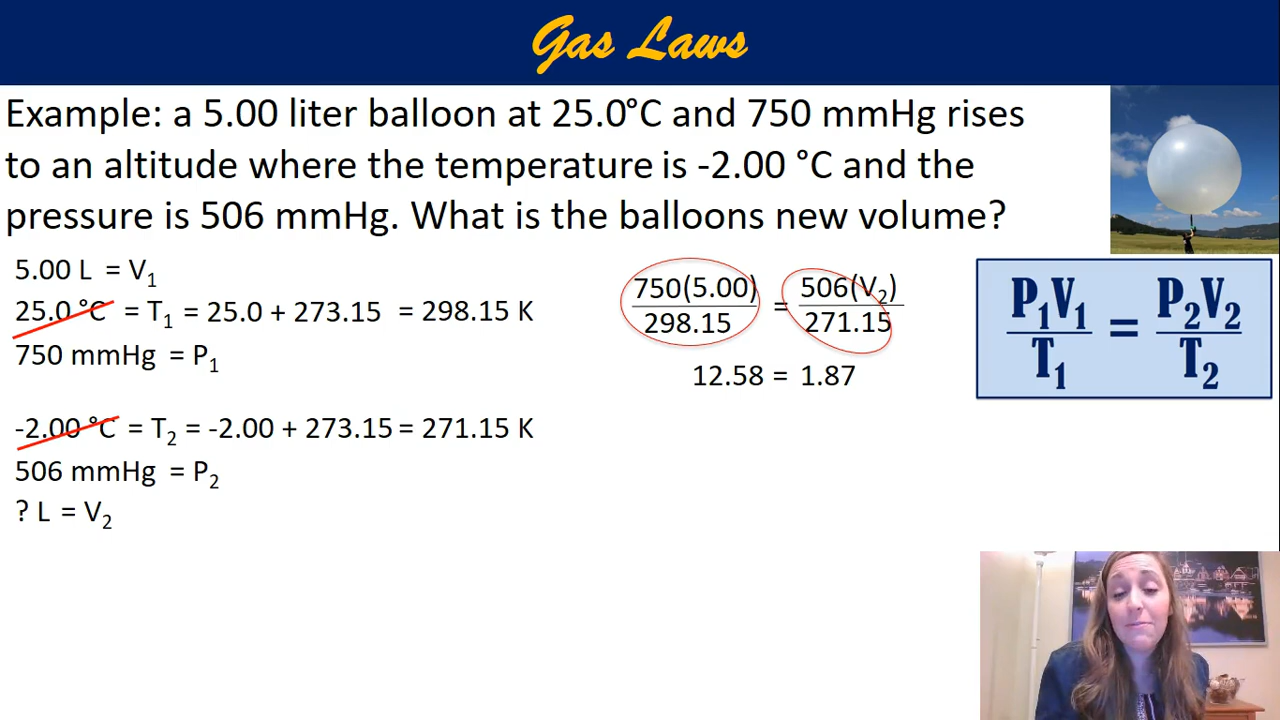 Gas Laws
Example: a 5.00 liter balloon at 25.0°C and 750 mmHg rises
to an altitude where the temperature is -2.00 °C and the
pressure is 506 mmHg. What is the balloons new volume?
5.00 L = V₁
25.0 °C = T₁ = 25.0 + 273.15 = 298.15 K
750 mmHg = P₁
-2.00 °C = T₂ = -2.00 + 273.15 = 271.15 K
506 mmHg = P₂
? L = V₂
750(5.00) = 506(V₂)
298.15 271.15
12.58 = 1.87
P₁V₁ = P₂V₂
T₁ T₂